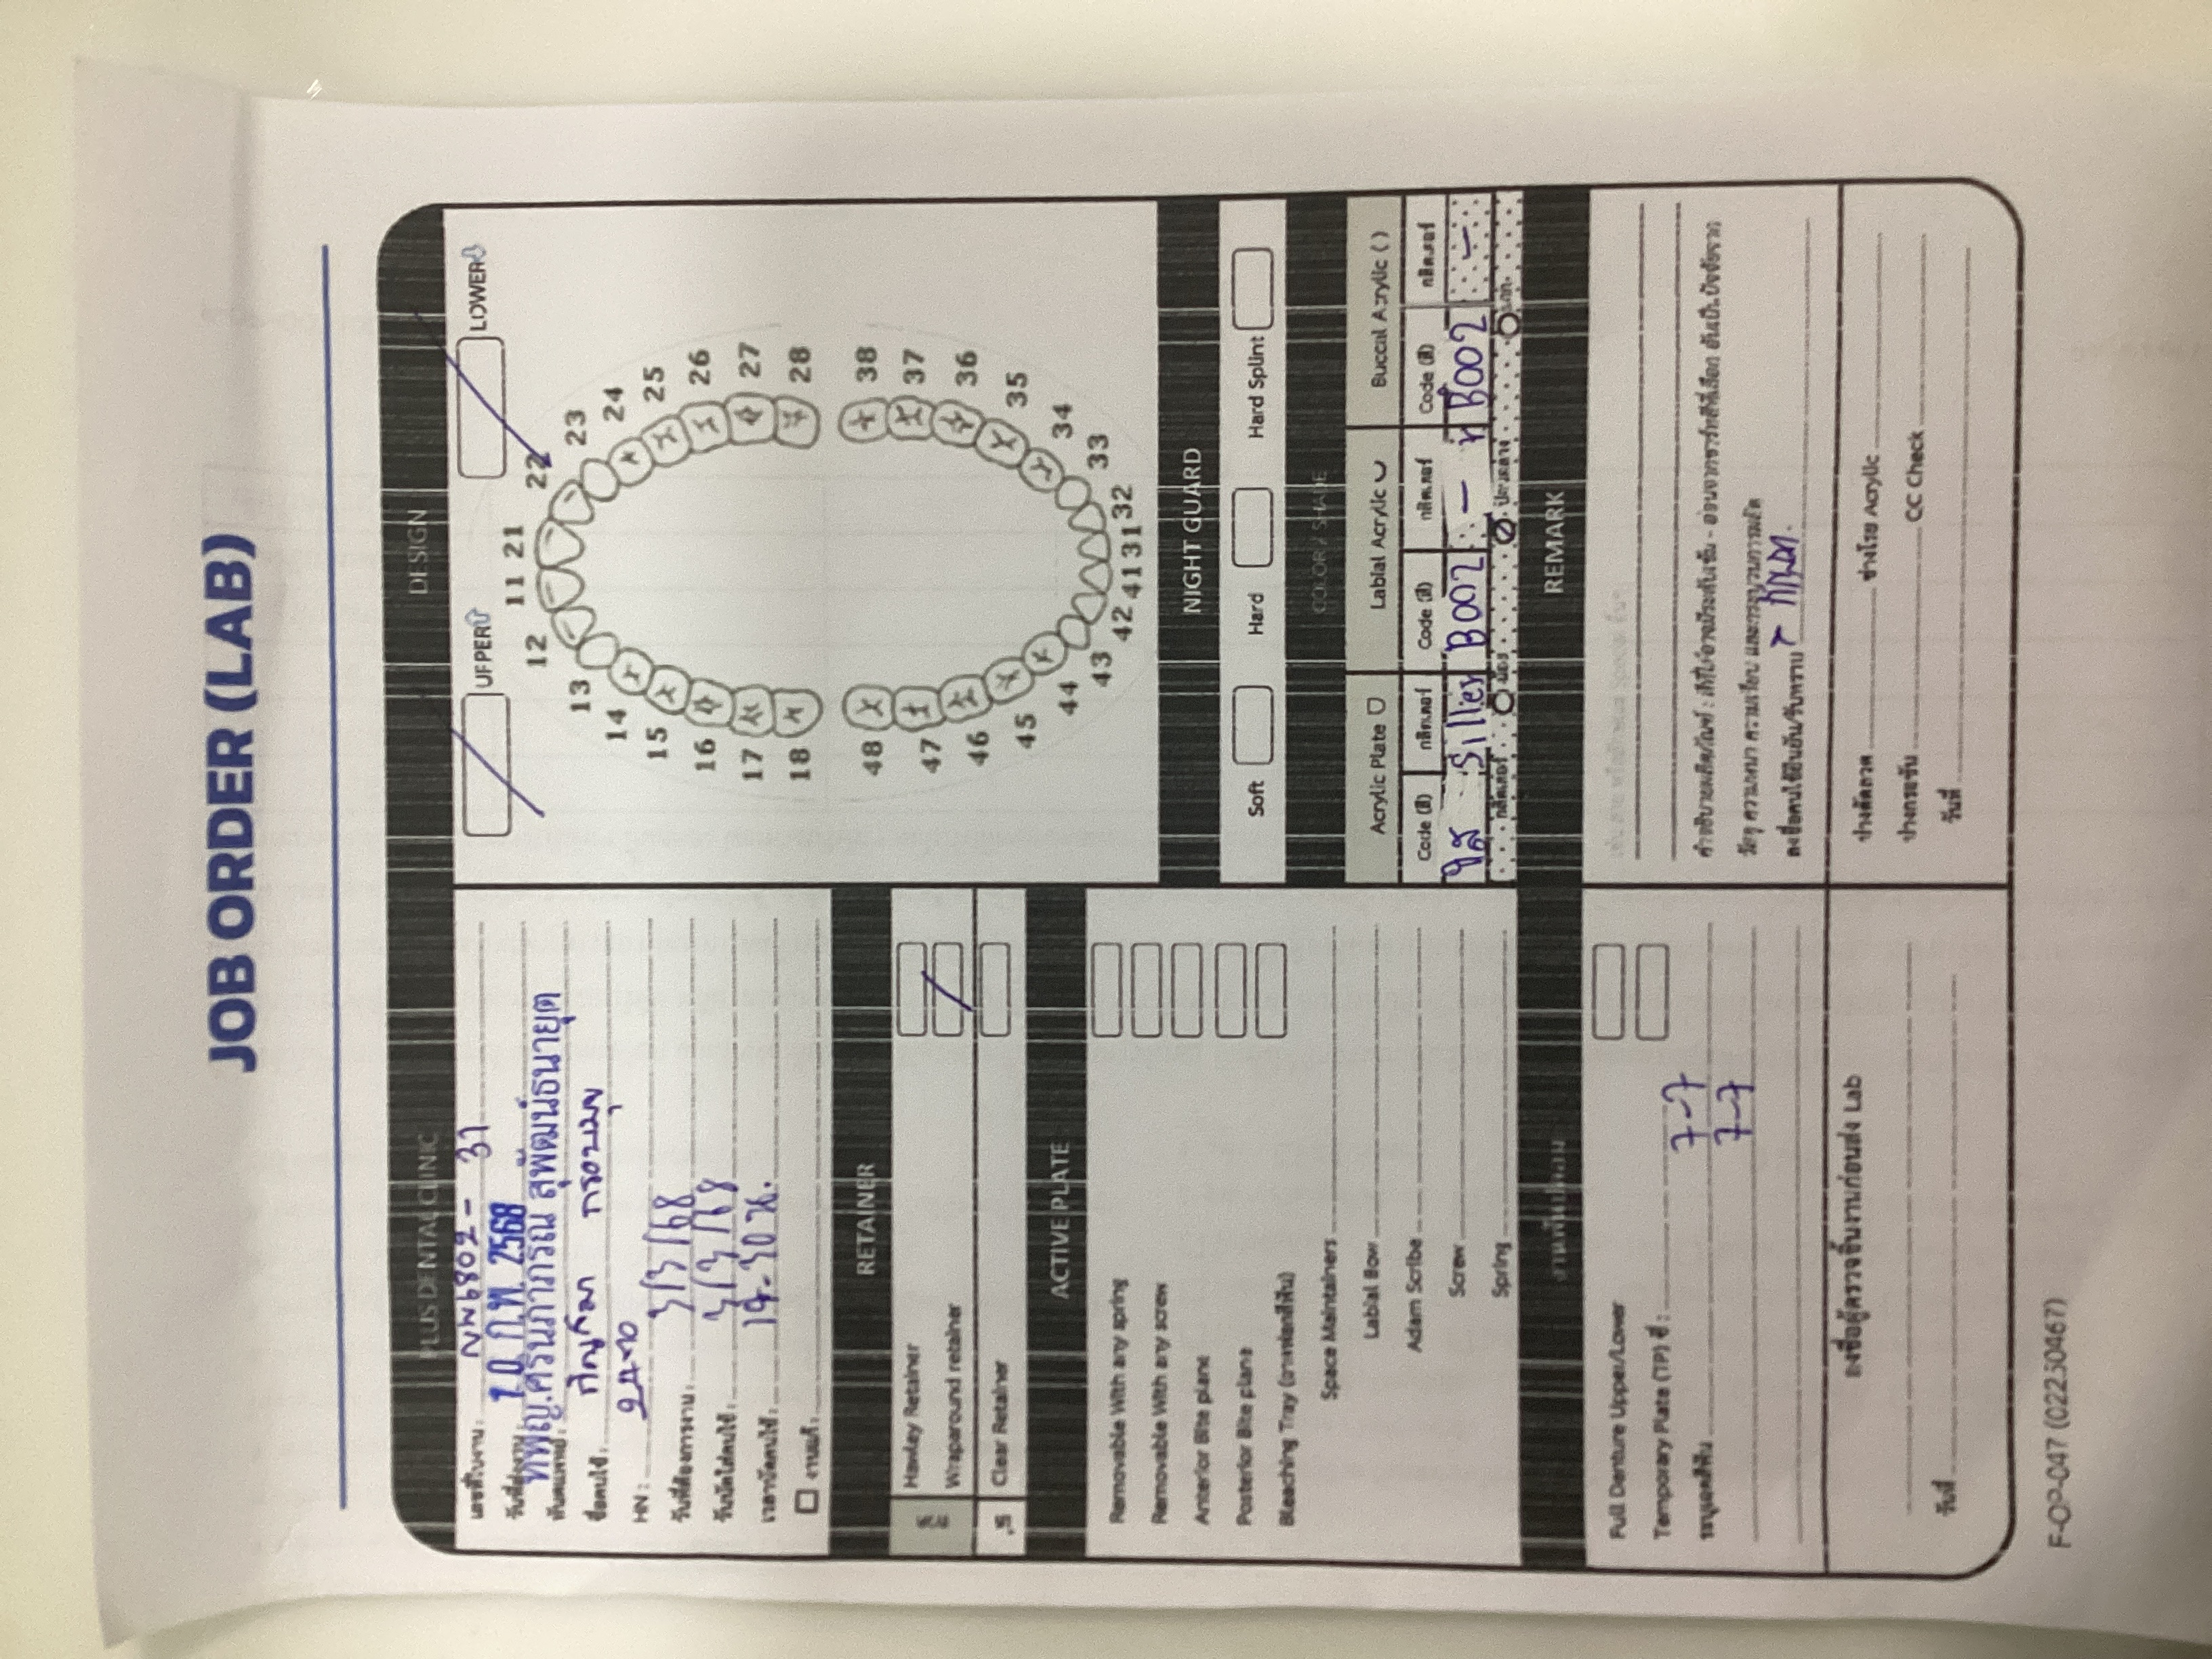 JOB ORDER (LAB)
PLUS DENTAL CLINIC
เลขที่ใบงาน : NW6802 - 31
วันที่ส่งงาน : 10 ก.พ. 2568
ทันตแพทย์ : ทพญ.ศรินภาภรณ์ สุพัฒน์ธนายุต
ชื่อคนไข้ : กรอบมุข
HN :
วันที่ต้องการงาน : 3/3/68
วันนัดใส่คนไข้ : 3/3/68
เวลานัดคนไข้ : 30 น.
งานแก้ :
RETAINER
ลวด
Hawley Retainer
Wraparound retainer
Clear Retainer
ACTIVE PLATE
Removable With any spring
Removable With any screw
Anterior Bite plane
Posterior Bite plane
Bleaching Tray (ถาดฟอกสีฟัน)
Space Maintainers
Labial Bow
Adam Scribe
Screw
Spring
งานฟันปลอม
Full Denture Upper/Lower
Temporary Plate (TP) ซี่ :
ระบุเฉดสีฟัน
7-7
7-7
ลงชื่อผู้ตรวจชิ้นงานก่อนส่ง Lab
วันที่
DESIGN
UPPER LOWER
11 21
12 22
13 23
14 24
15 25
16 26
17 27
18 28
48 38
47 37
46 36
45 35
44 34
43 33
42 41 31 32
NIGHT GUARD
Soft Hard Hard Splint
COLOR / SHADE
Acrylic Plate Labial Acrylic Buccal Acrylic ( )
Code (สี) กลิตเตอร์ Code (สี) กลิตเตอร์ Code (สี) กลิตเตอร์
ใส Siller B002 - B002 -
กลิตเตอร์ น้อย ปานกลาง มาก
REMARK
เช่น ลาย หรือลักษณะ Special อื่นๆ
คำอธิบายผลิตภัณฑ์ : สีที่ได้อาจมีระดับเข้ม - อ่อนจากชาร์ทสีที่เลือก อันเป็นปัจจัยจาก
วัสดุ ความหนา ความเรียบ และกระบวนการผลิต
ลงชื่อคนไข้ยืนยัน/รับทราบ
ช่างดัดลวด ช่างโรย Acrylic
ช่างกรอขัด CC Check
วันที่
F-OP-047 (02250467)